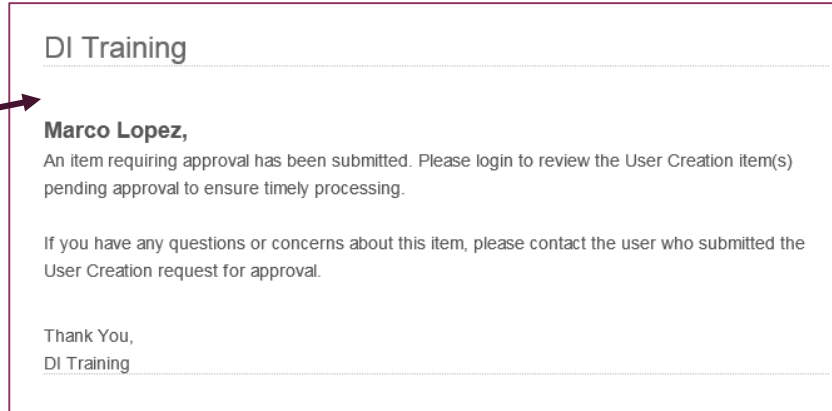 DI Training
Marco Lopez,
An item requiring approval has been submitted. Please login to review the User Creation item(s)
pending approval to ensure timely processing.
If you have any questions or concerns about this item, please contact the user who submitted the
User Creation request for approval.
Thank You,
DI Training